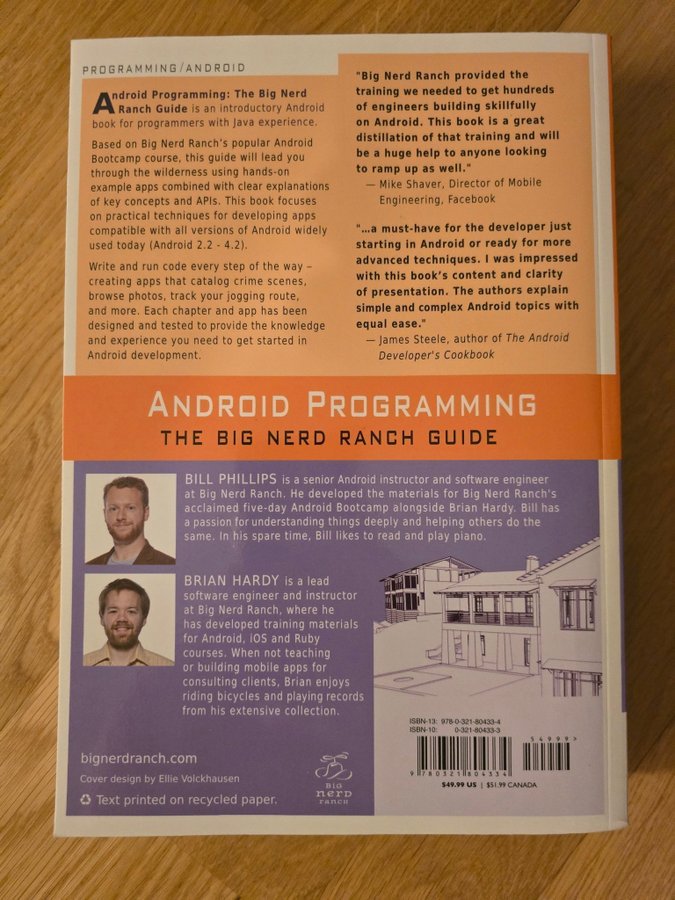 PROGRAMMING/ANDROID
Android Programming: The Big Nerd
Ranch Guide is an introductory Android
book for programmers with Java experience.
Based on Big Nerd Ranch's popular Android
Bootcamp course, this guide will lead you
through the wilderness using hands-on
example apps combined with clear explanations
of key concepts and APIs. This book focuses
on practical techniques for developing apps
compatible with all versions of Android widely
used today (Android 2.2 - 4.2).
Write and run code every step of the way –
creating apps that catalog crime scenes,
browse photos, track your jogging route,
and more. Each chapter and app has been
designed and tested to provide the knowledge
and experience you need to get started in
Android development.
"Big Nerd Ranch provided the
training we needed to get hundreds
of engineers building skillfully
on Android. This book is a great
distillation of that training and will
be a huge help to anyone looking
to ramp up as well."
— Mike Shaver, Director of Mobile
Engineering, Facebook
"…a must-have for the developer just
starting in Android or ready for more
advanced techniques. I was impressed
with this book's content and clarity
of presentation. The authors explain
simple and complex Android topics with
equal ease."
— James Steele, author of The Android
Developer's Cookbook
ANDROID PROGRAMMING
THE BIG NERD RANCH GUIDE
BILL PHILLIPS is a senior Android instructor and software engineer
at Big Nerd Ranch. He developed the materials for Big Nerd Ranch's
acclaimed five-day Android Bootcamp alongside Brian Hardy. Bill has
a passion for understanding things deeply and helping others do the
same. In his spare time, Bill likes to read and play piano.
BRIAN HARDY is a lead
software engineer and instructor
at Big Nerd Ranch, where he
has developed training materials
for Android, iOS and Ruby
courses. When not teaching
or building mobile apps for
consulting clients, Brian enjoys
riding bicycles and playing records
from his extensive collection.
bignerdranch.com
Cover design by Ellie Volckhausen
Text printed on recycled paper.
BIG
nerd
ranch
ISBN-13: 978-0-321-80433-4
ISBN-10: 0-321-80433-3
54999>
9 780321 804334
$49.99 US | $51.99 CANADA